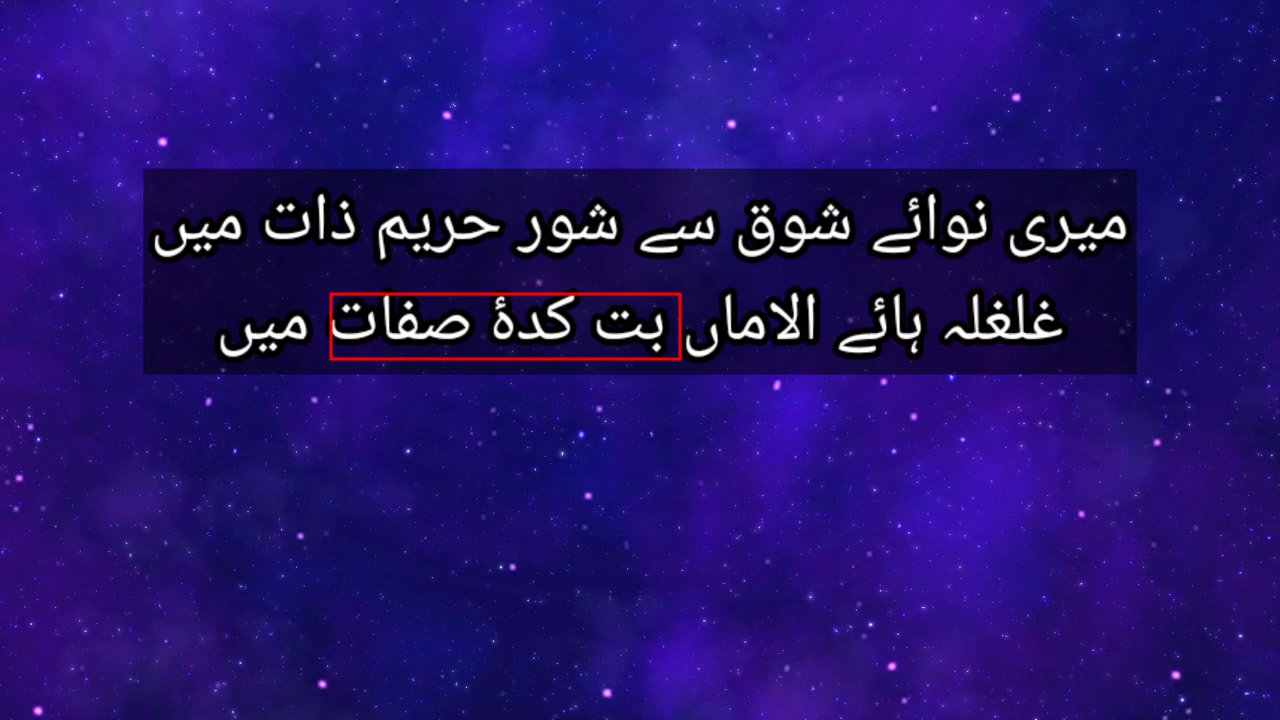 میری نوائے شوق سے شور حریم ذات میں
غلغلہ ہائے الاماں بت کدۂ صفات میں